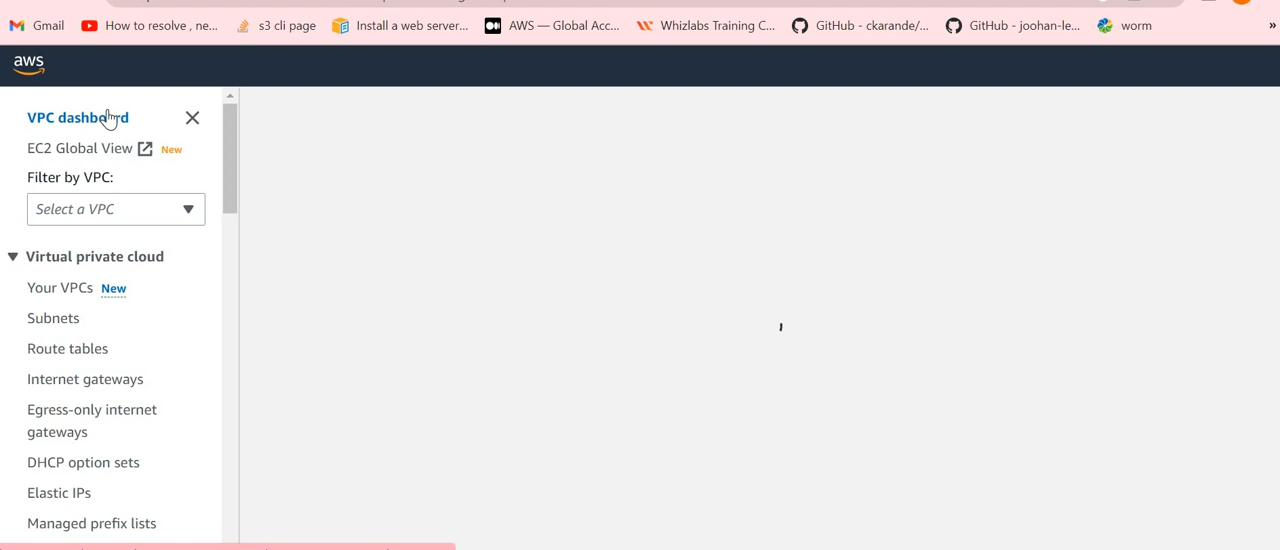 Gmail
How to resolve , ne...
s3 cli page
Install a web server...
AWS — Global Acc...
Whizlabs Training C...
GitHub - ckarande/...
GitHub - joohan-le...
worm
»
aws
VPC dashboard
EC2 Global View New
Filter by VPC:
Select a VPC
Virtual private cloud
Your VPCs New
Subnets
Route tables
Internet gateways
Egress-only internet
gateways
DHCP option sets
Elastic IPs
Managed prefix lists